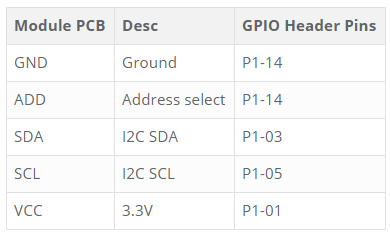 Module PCB Desc GPIO Header Pins
GND Ground P1-14
ADD Address select P1-14
SDA I2C SDA P1-03
SCL I2C SCL P1-05
VCC 3.3V P1-01